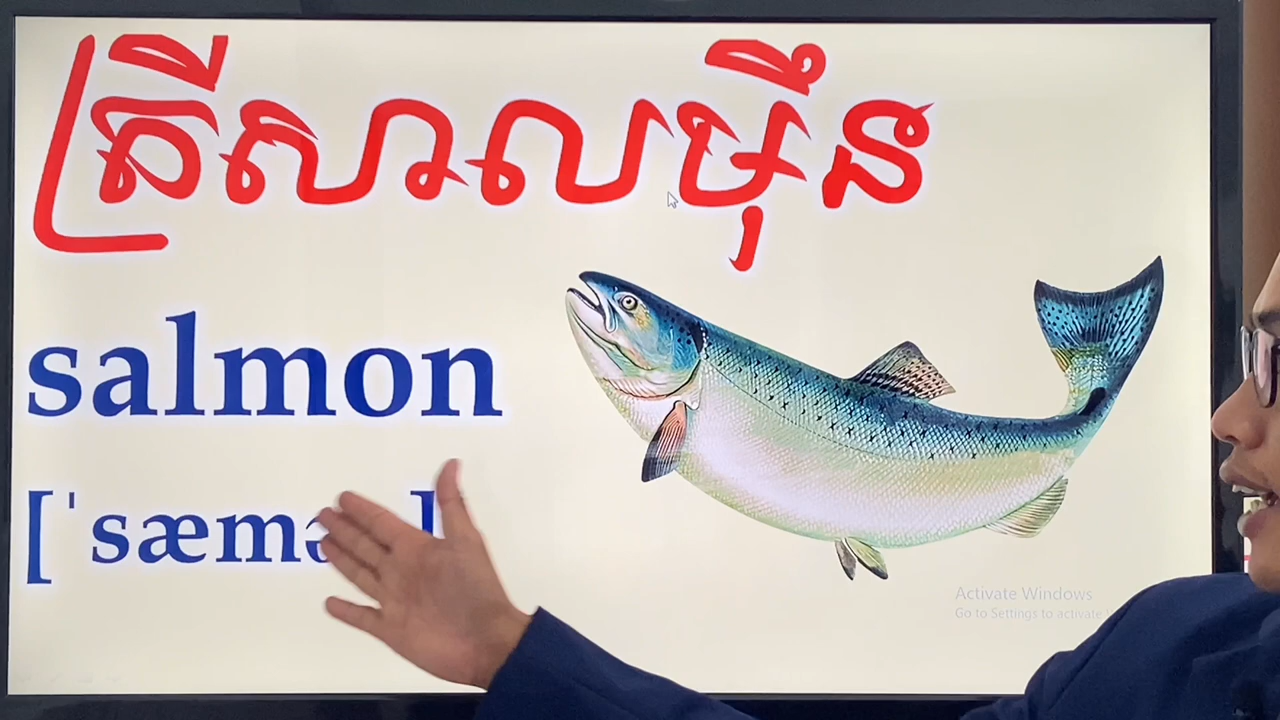 ត្រីសាលម៉ឹន
salmon
[ˈsæmə
Activate Windows
Go to Settings to activate